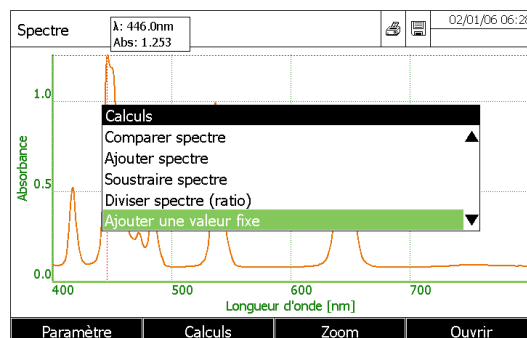 Spectre
λ: 446.0nm
Abs: 1.253
02/01/06 06:28
Absorbance
1.0
0.5
0.0
Calculs
Comparer spectre
Ajouter spectre
Soustraire spectre
Diviser spectre (ratio)
Ajouter une valeur fixe
400 500 600 700
Longueur d'onde [nm]
Paramètre Calculs Zoom Ouvrir